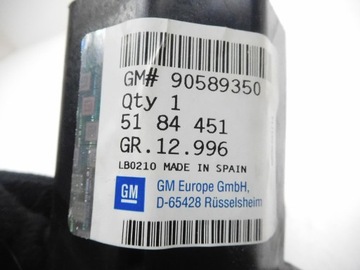 GM# 90589350
Qty 1
51 84 451
GR.12.996
LB0210 MADE IN SPAIN
GM
GM Europe GmbH,
D-65428 Rüsselsheim